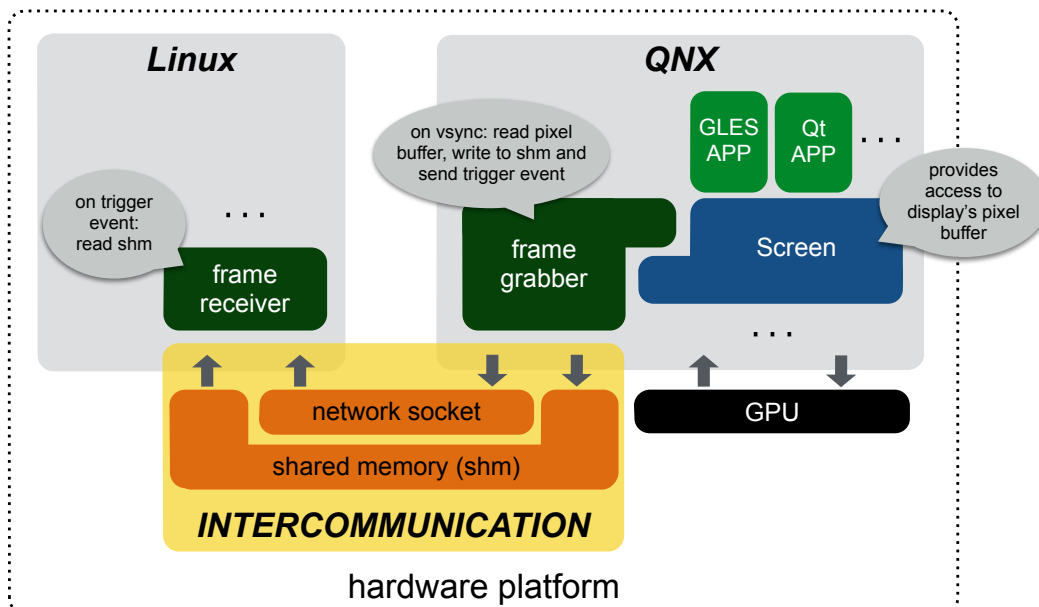 Linux
QNX
on vsync: read pixel
buffer, write to shm and
send trigger event
GLES
APP
Qt
APP
. . .
provides
access to
display's pixel
buffer
on trigger
event:
read shm
. . .
frame
receiver
frame
grabber
Screen
. . .
network socket
GPU
shared memory (shm)
INTERCOMMUNICATION
hardware platform